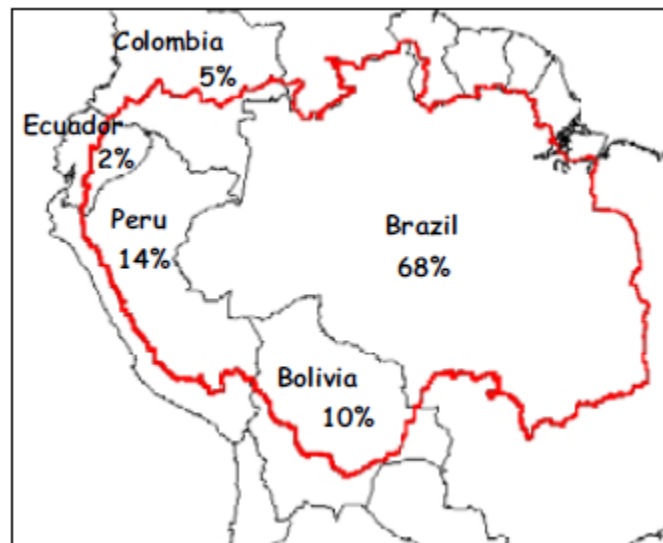 Colombia
5%
Ecuador
2%
Peru
14%
Brazil
68%
Bolivia
10%